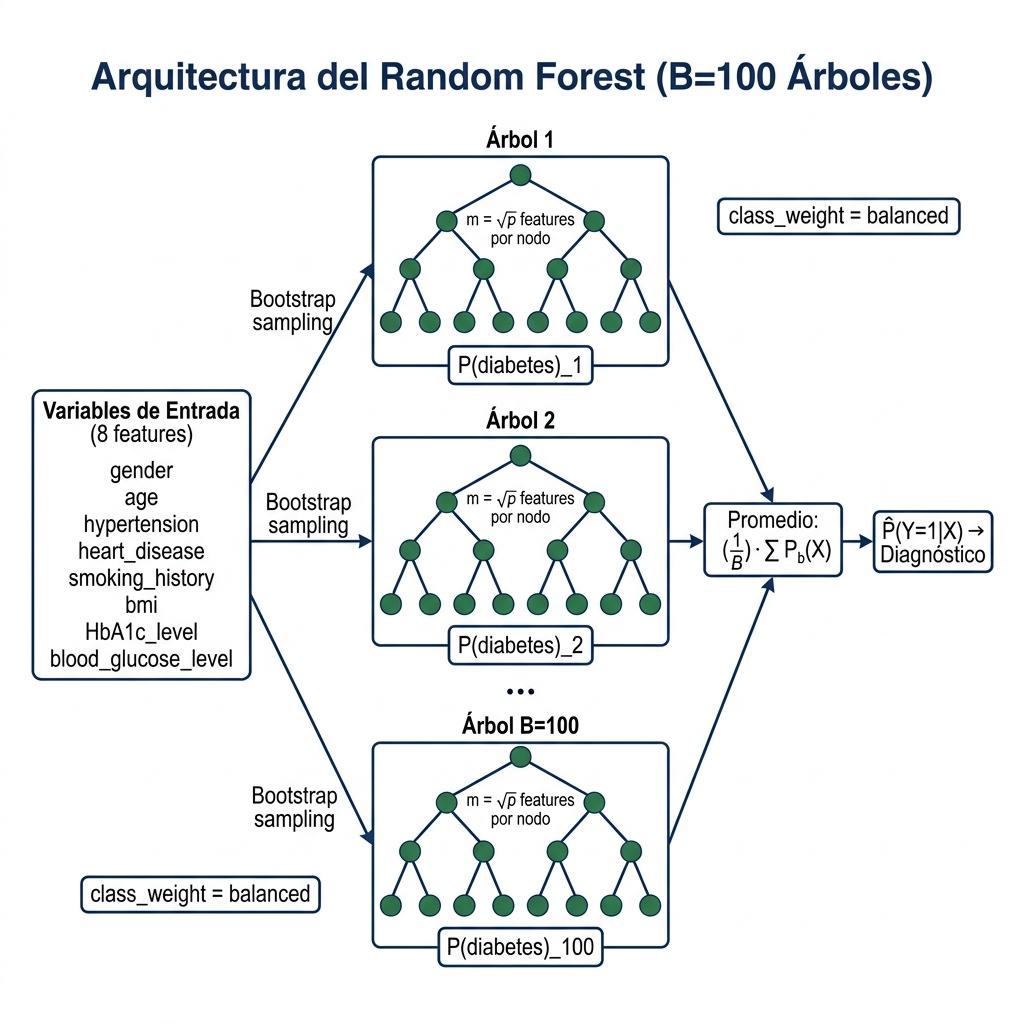 Arquitectura del Random Forest (B=100 Árboles)
Árbol 1
m = √p features
por nodo
P(diabetes)_1
class_weight = balanced
Bootstrap
sampling
Variables de Entrada
(8 features)
gender
age
hypertension
heart_disease
smoking_history
bmi
HbA1c_level
blood_glucose_level
Bootstrap
sampling
Árbol 2
m = √p features
por nodo
P(diabetes)_2
Promedio:
(1/B) · ∑ P_b(X)
P̂(Y=1|X) →
Diagnóstico
...
Árbol B=100
Bootstrap
sampling
m = √p features
por nodo
P(diabetes)_100
class_weight = balanced